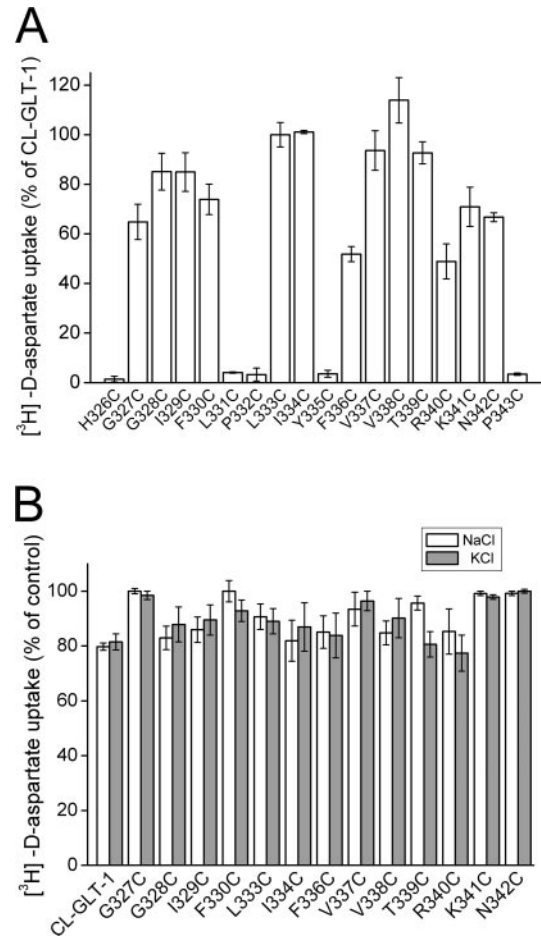 A
[³H] -D-aspartate uptake (% of CL-GLT-1)
120
100
80
60
40
20
0
H326C
G327C
G328C
I329C
F330C
L331C
P332C
L333C
I334C
Y335C
F336C
V337C
V338C
T339C
R340C
K341C
N342C
P343C
B
[³H] -D-aspartate uptake (% of control)
NaCl
KCl
100
80
60
40
20
0
CL-GLT-1
G327C
G328C
I329C
F330C
L333C
I334C
F336C
V337C
V338C
T339C
R340C
K341C
N342C